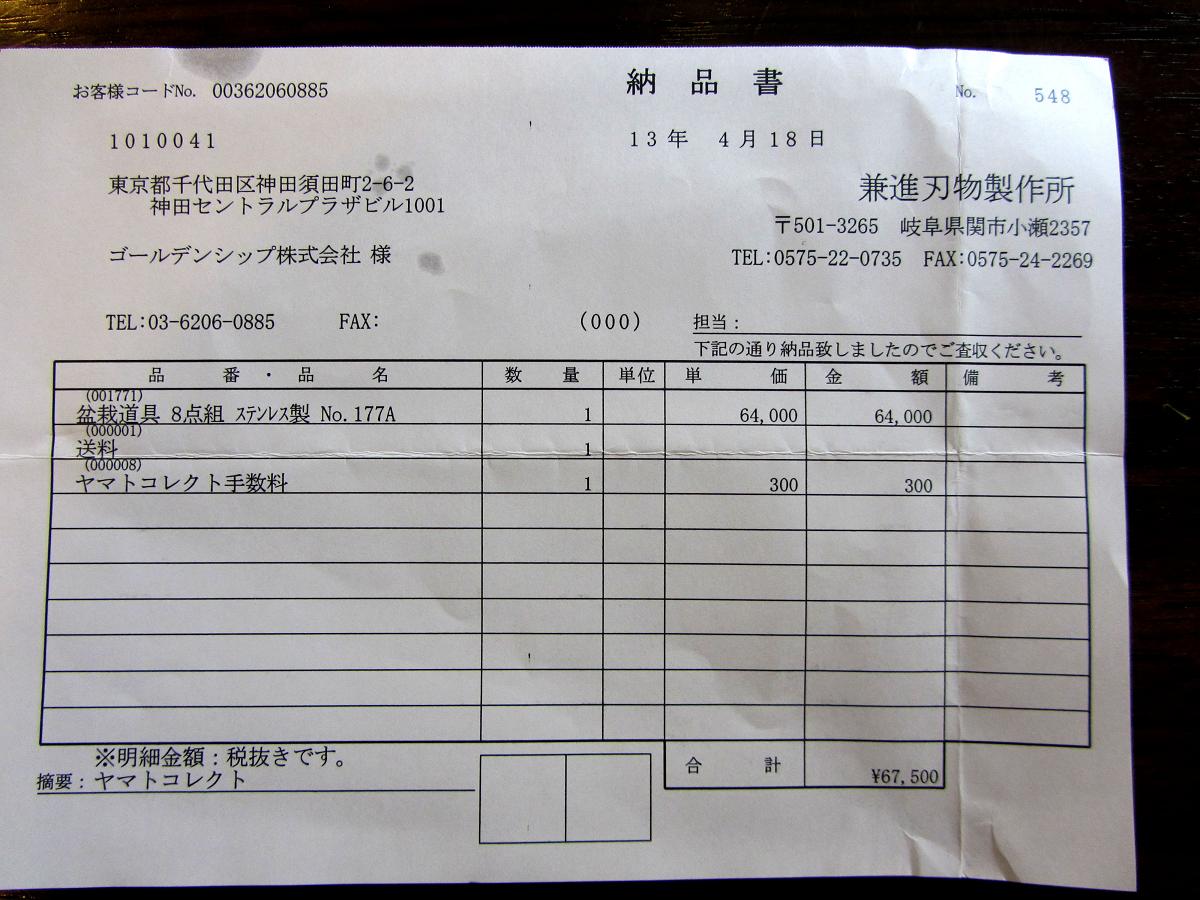 お客様コードNo. 00362060885
納品書
No. 548
1010041
13年 4月18日
東京都千代田区神田須田町2-6-2
神田セントラルプラザビル1001
兼進刃物製作所
〒501-3265 岐阜県関市小瀬2357
ゴールデンシップ株式会社 様
TEL:0575-22-0735 FAX:0575-24-2269
TEL:03-6206-0885 FAX: (000)
担当:
下記の通り納品致しましたのでご査収ください。
品番・品名 数量 単位 単価 金額 備考
(001771)
盆栽道具 8点組 ステンレス製 No.177A 1 64,000 64,000
(000001)
送料 1
(000008)
ヤマトコレクト手数料 1 300 300
※明細金額:税抜きです。
摘要:ヤマトコレクト
合計 ¥67,500